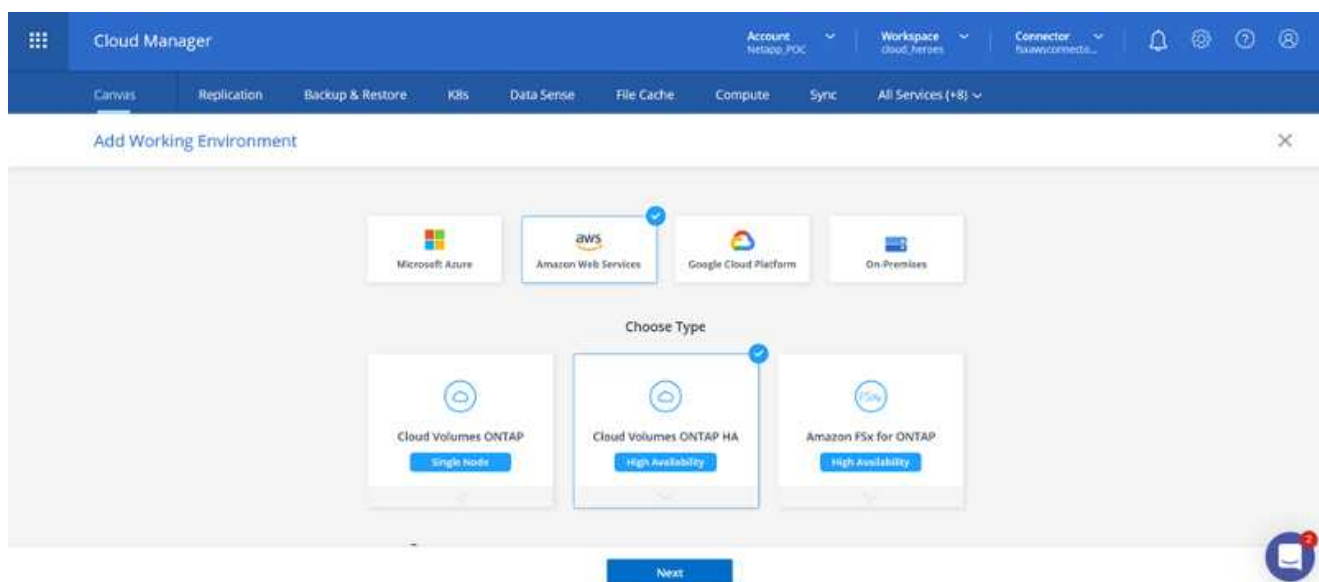 Cloud Manager
Account
Netapp_POC
Workspace
cloud_heroes
Connector
fsxawsconnecto...
Canvas
Replication
Backup & Restore
K8s
Data Sense
File Cache
Compute
Sync
All Services (+8)
Add Working Environment
aws
Microsoft Azure
Amazon Web Services
Google Cloud Platform
On-Premises
Choose Type
FSxN
Cloud Volumes ONTAP
Cloud Volumes ONTAP HA
Amazon FSx for ONTAP
Single Node
High Availability
High Availability
Next
2